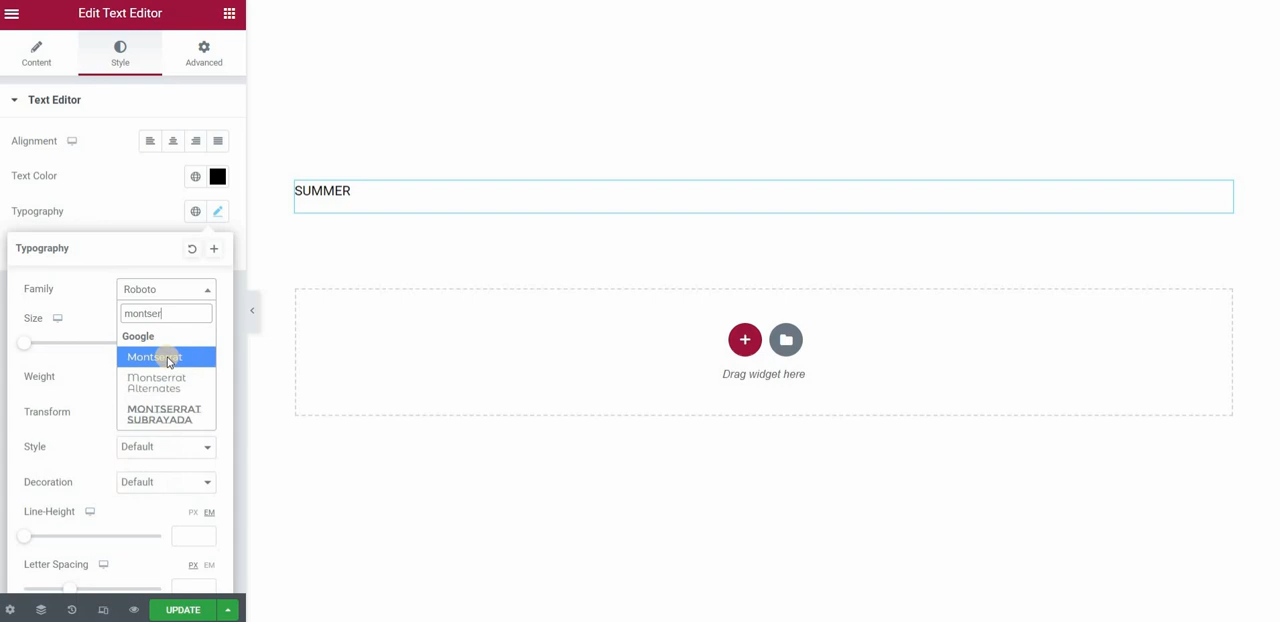 Edit Text Editor
Content
Style
Advanced
Text Editor
Alignment
Text Color
Typography
Typography
Family
Roboto
montser
Size
Google
Montserrat
Weight
Montserrat
Alternates
Transform
MONTSERRAT
SUBRAYADA
Style
Default
Decoration
Default
Line-Height
PX EM
Letter Spacing
PX EM
UPDATE
SUMMER
Drag widget here